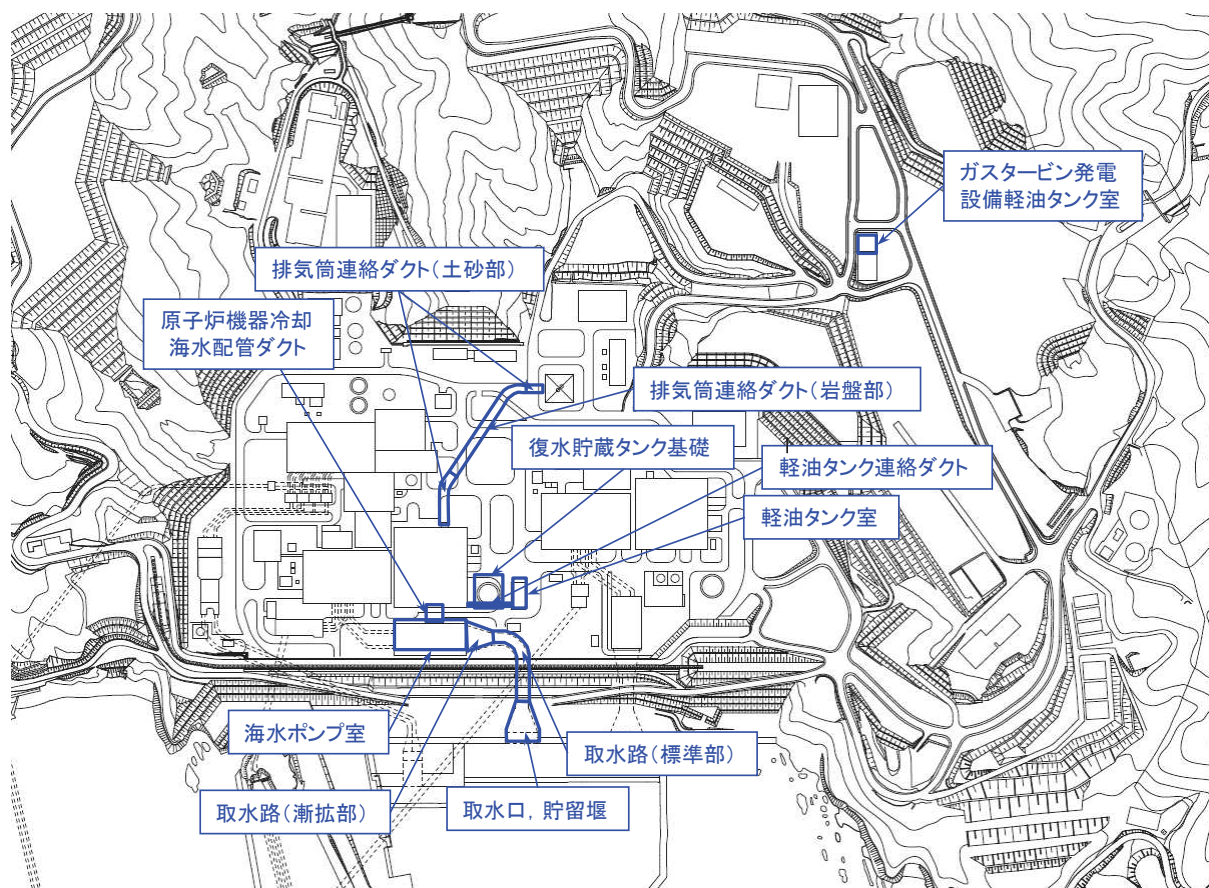 ガスタービン発電
設備軽油タンク室
排気筒連絡ダクト(土砂部)
原子炉機器冷却
海水配管ダクト
排気筒連絡ダクト(岩盤部)
復水貯蔵タンク基礎
軽油タンク連絡ダクト
軽油タンク室
海水ポンプ室
取水路(標準部)
取水路(漸拡部)
取水口,貯留堰